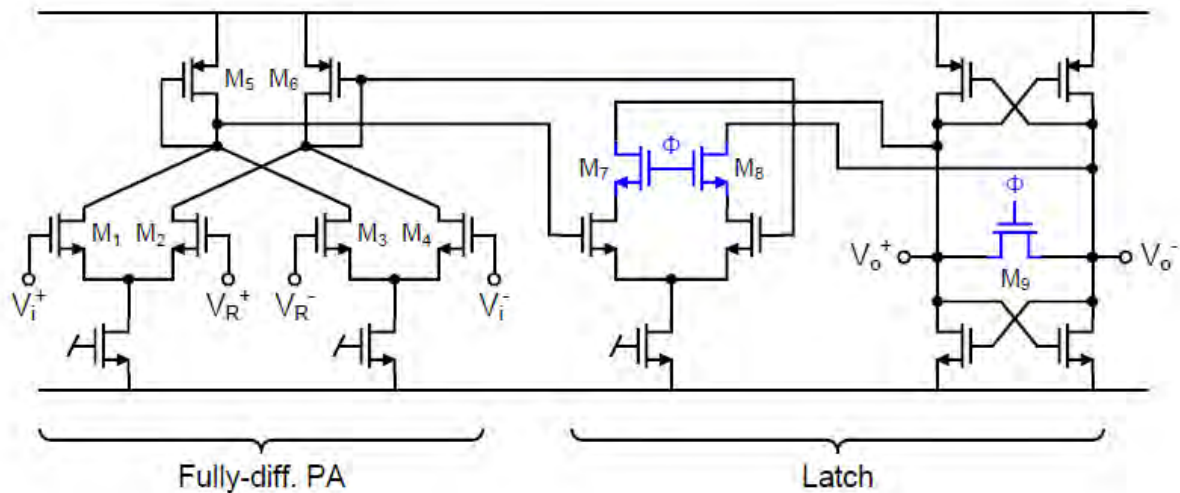 M5 M6
Φ
M7 M8
Φ
M1 M2 M3 M4
Vo+ Vo-
M9
Vi+ VR+ VR- Vi-
Fully-diff. PA Latch